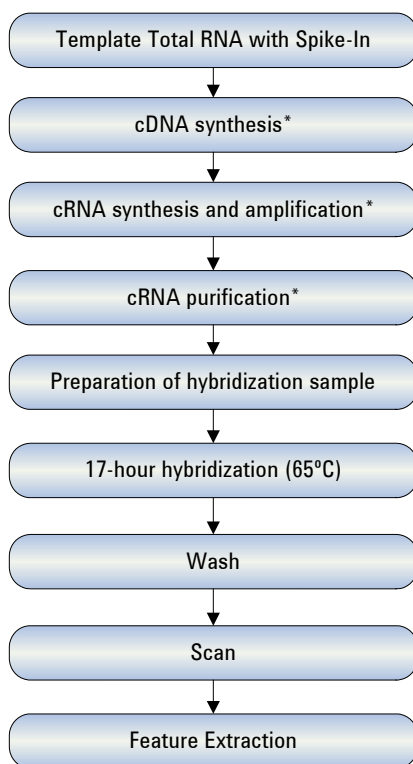 Template Total RNA with Spike-In
cDNA synthesis*
cRNA synthesis and amplification*
cRNA purification*
Preparation of hybridization sample
17-hour hybridization (65ºC)
Wash
Scan
Feature Extraction